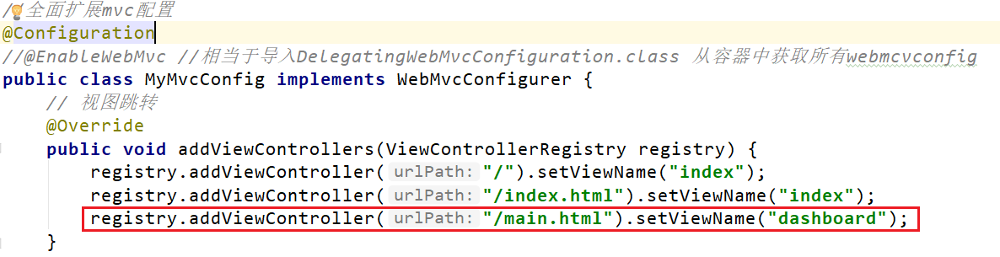 / 全面扩展mvc配置
@Configuration
//@EnableWebMvc //相当于导入DelegatingWebMvcConfiguration.class 从容器中获取所有webmcvconfig
public class MyMvcConfig implements WebMvcConfigurer {
// 视图跳转
@Override
public void addViewControllers(ViewControllerRegistry registry) {
registry.addViewController( urlPath: "/").setViewName("index");
registry.addViewController( urlPath: "/index.html").setViewName("index");
registry.addViewController( urlPath: "/main.html").setViewName("dashboard");
}